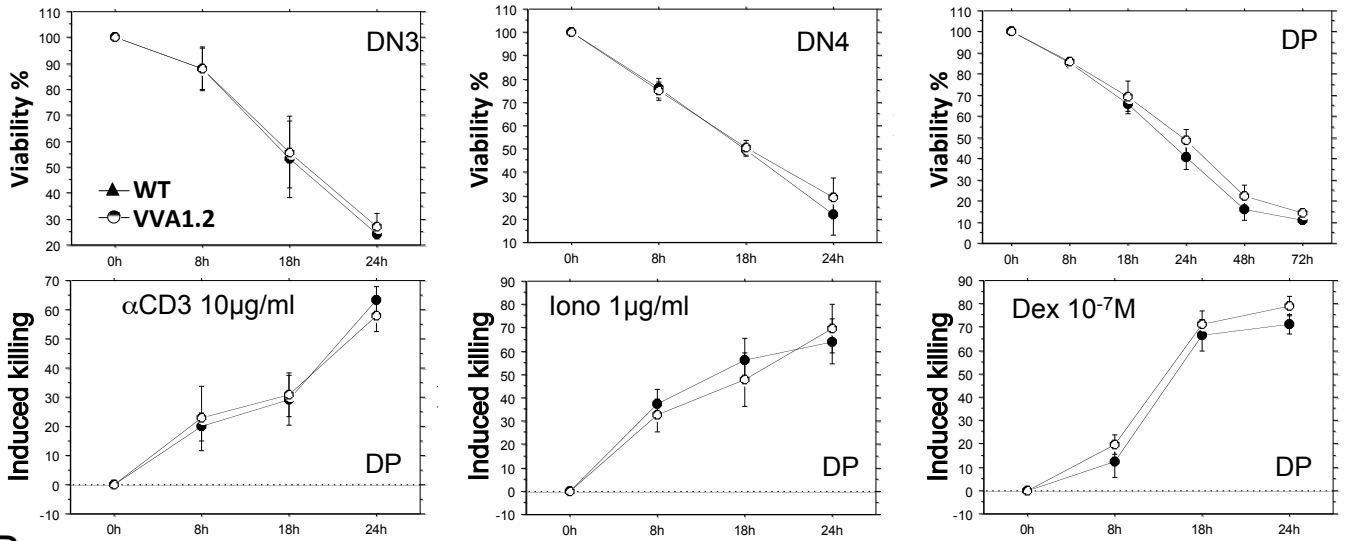 110
100
90
80
70
60
50
40
30
20
Viability %
DN3
WT
VVA1.2
0h 8h 18h 24h
110
100
90
80
70
60
50
40
30
20
10
Viability %
DN4
0h 8h 18h 24h
110
100
90
80
70
60
50
40
30
20
10
0
Viability %
DP
0h 8h 18h 24h 48h 72h
70
60
50
40
30
20
10
0
-10
Induced killing
αCD3 10µg/ml
DP
0h 8h 18h 24h
90
80
70
60
50
40
30
20
10
0
-10
Induced killing
Iono 1µg/ml
DP
0h 8h 18h 24h
90
80
70
60
50
40
30
20
10
0
-10
Induced killing
Dex 10⁻⁷M
DP
0h 8h 18h 24h